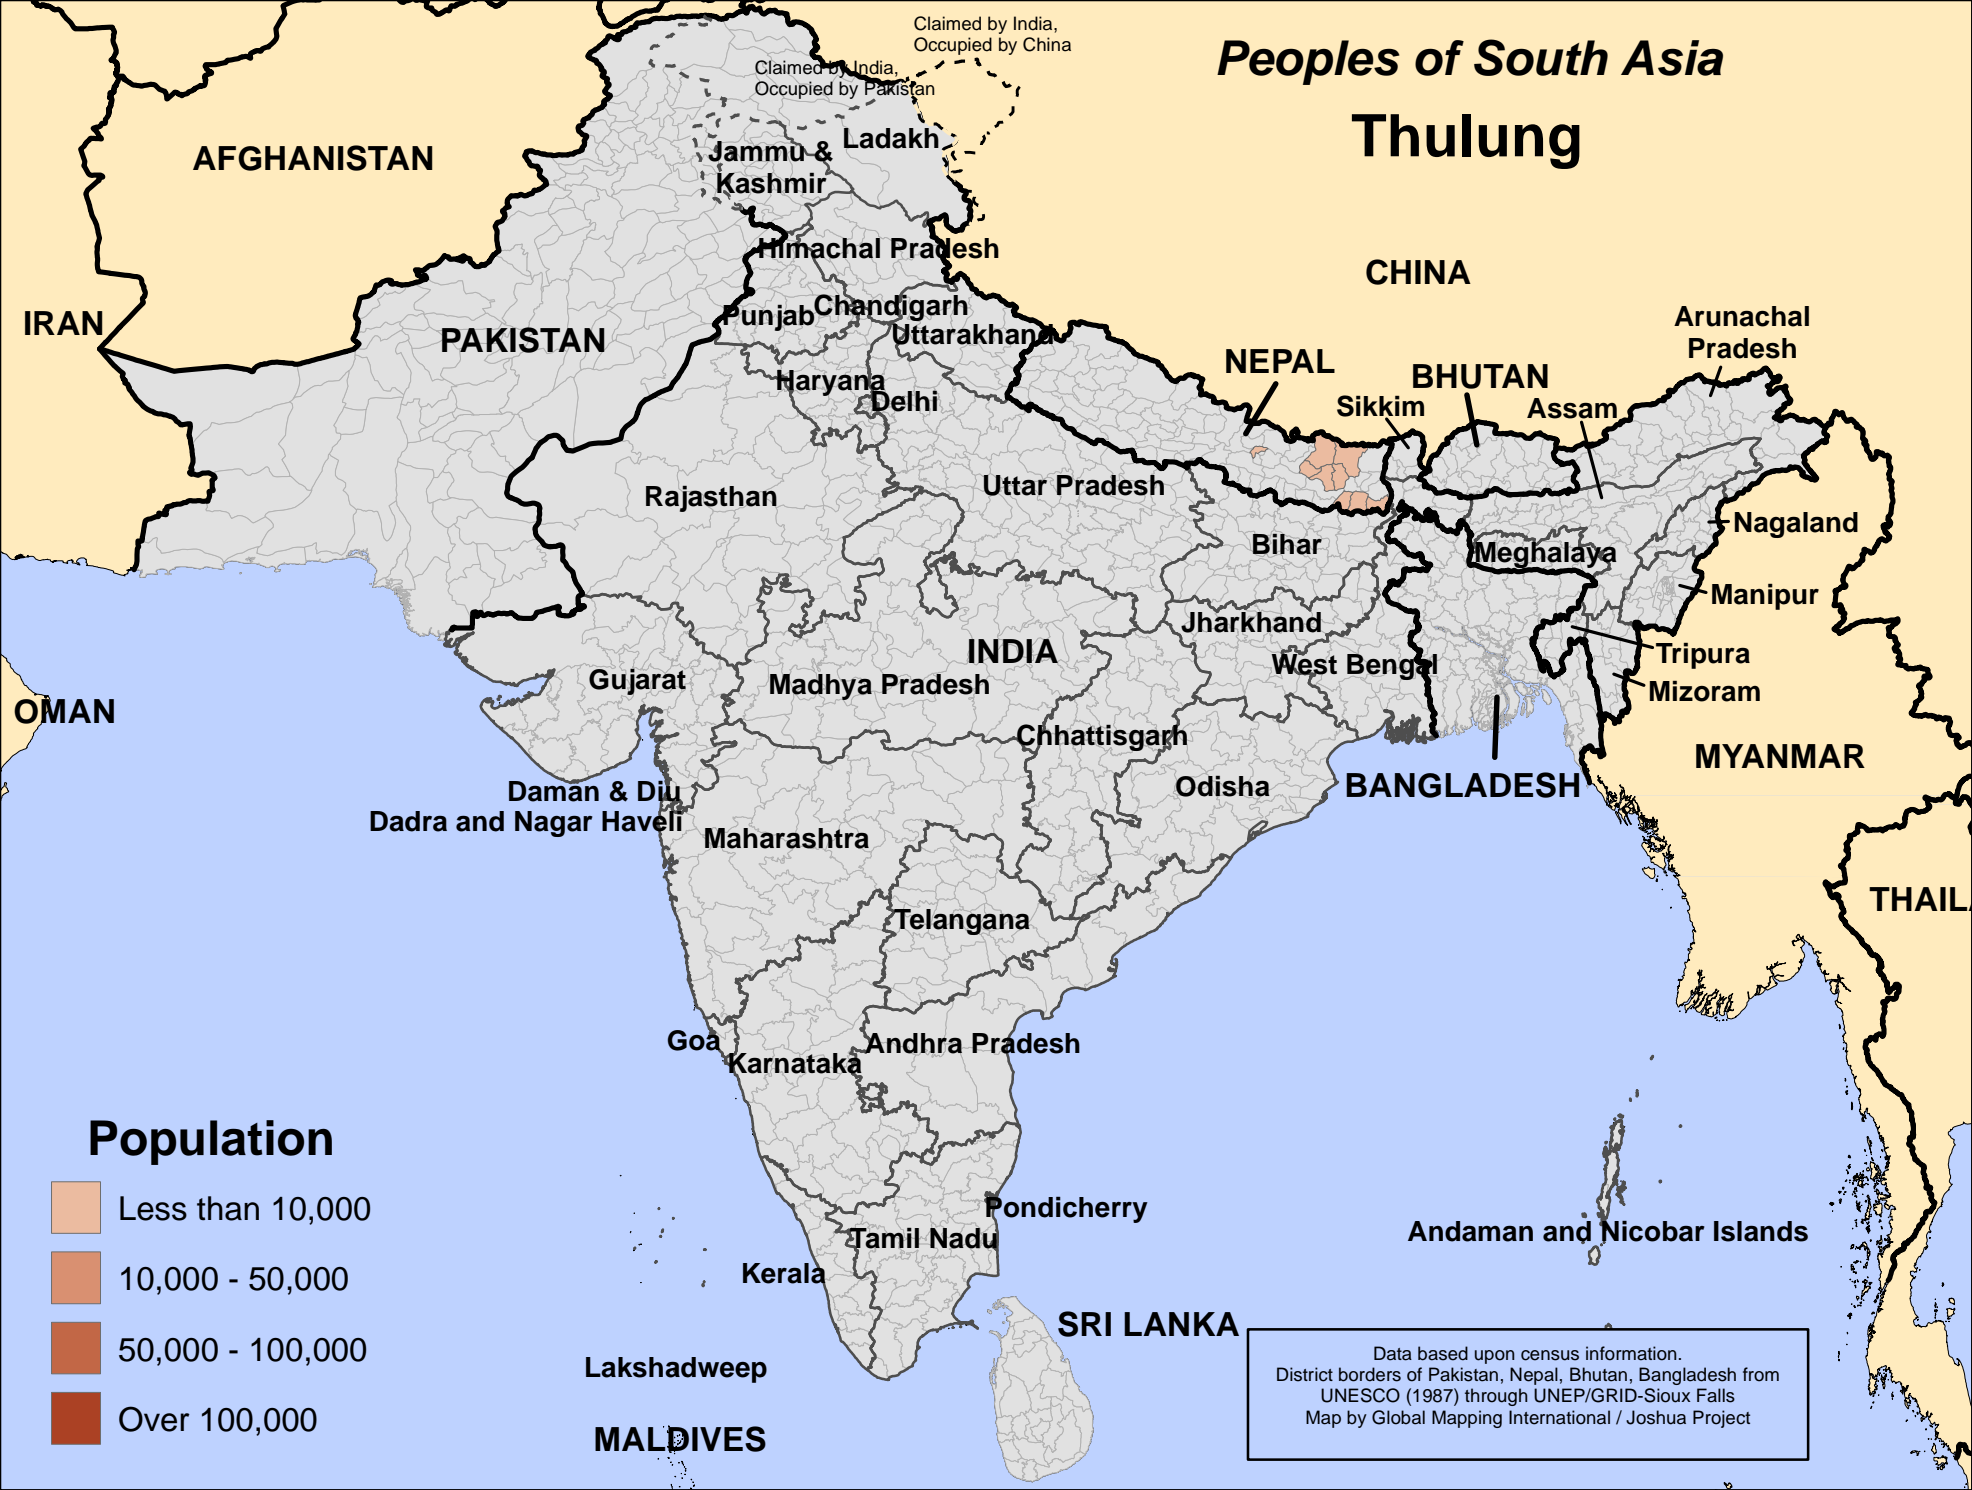 Claimed by India,
Occupied by China
Peoples of South Asia
Thulung
Claimed by India,
Occupied by Pakistan
AFGHANISTAN
Jammu &
Kashmir
Ladakh
Himachal Pradesh
CHINA
IRAN
PAKISTAN
Punjab
Chandigarh
Uttarakhand
Arunachal
Pradesh
NEPAL
BHUTAN
Haryana
Delhi
Sikkim
Assam
Rajasthan
Uttar Pradesh
Bihar
Meghalaya
Nagaland
Manipur
Jharkhand
INDIA
West Bengal
Tripura
Mizoram
Gujarat
Madhya Pradesh
OMAN
Chhattisgarh
MYANMAR
Odisha
BANGLADESH
Daman & Diu
Dadra and Nagar Haveli
Maharashtra
Telangana
THAIL
Goa
Karnataka
Andhra Pradesh
Pondicherry
Tamil Nadu
Kerala
Andaman and Nicobar Islands
SRI LANKA
Lakshadweep
MALDIVES
Population
Less than 10,000
10,000 - 50,000
50,000 - 100,000
Over 100,000
Data based upon census information.
District borders of Pakistan, Nepal, Bhutan, Bangladesh from
UNESCO (1987) through UNEP/GRID-Sioux Falls
Map by Global Mapping International / Joshua Project